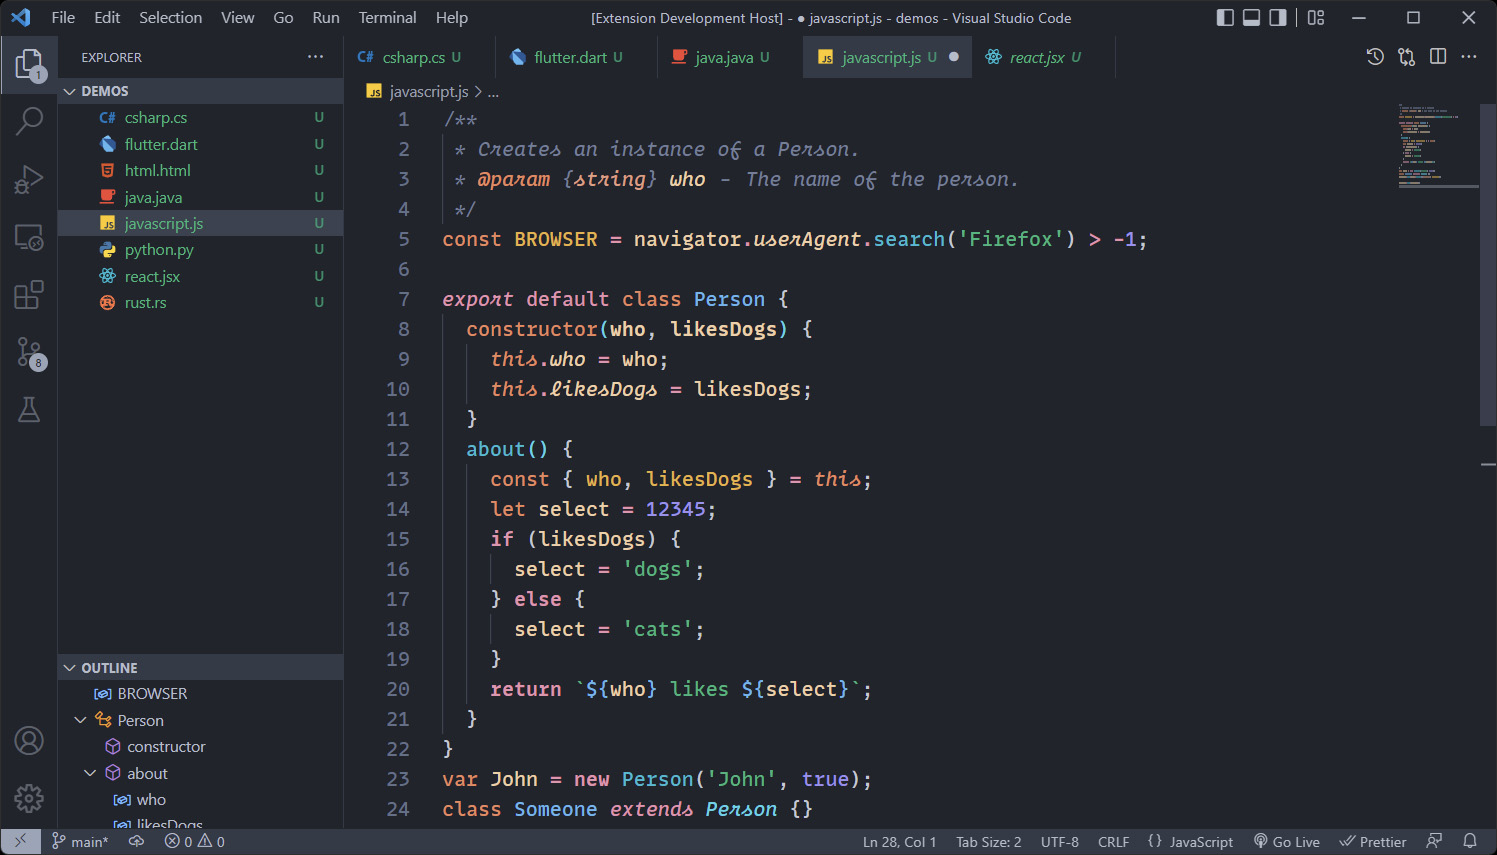 File Edit Selection View Go Run Terminal Help
[Extension Development Host] - ● javascript.js - demos - Visual Studio Code
EXPLORER
DEMOS
C# csharp.cs U
flutter.dart U
html.html U
java.java U
JS javascript.js U
python.py U
react.jsx U
rust.rs U
OUTLINE
BROWSER
Person
constructor
about
who
likesDogs
1
8
C# csharp.cs U
flutter.dart U
java.java U
JS javascript.js U
react.jsx U
JS javascript.js > ...
1 /**
2 * Creates an instance of a Person.
3 * @param {string} who - The name of the person.
4 */
5 const BROWSER = navigator.userAgent.search('Firefox') > -1;
6
7 export default class Person {
8 constructor(who, likesDogs) {
9 this.who = who;
10 this.likesDogs = likesDogs;
11 }
12 about() {
13 const { who, likesDogs } = this;
14 let select = 12345;
15 if (likesDogs) {
16 select = 'dogs';
17 } else {
18 select = 'cats';
19 }
20 return `${who} likes ${select}`;
21 }
22 }
23 var John = new Person('John', true);
24 class Someone extends Person {}
main* 0 0
Ln 28, Col 1 Tab Size: 2 UTF-8 CRLF {} JavaScript Go Live Prettier